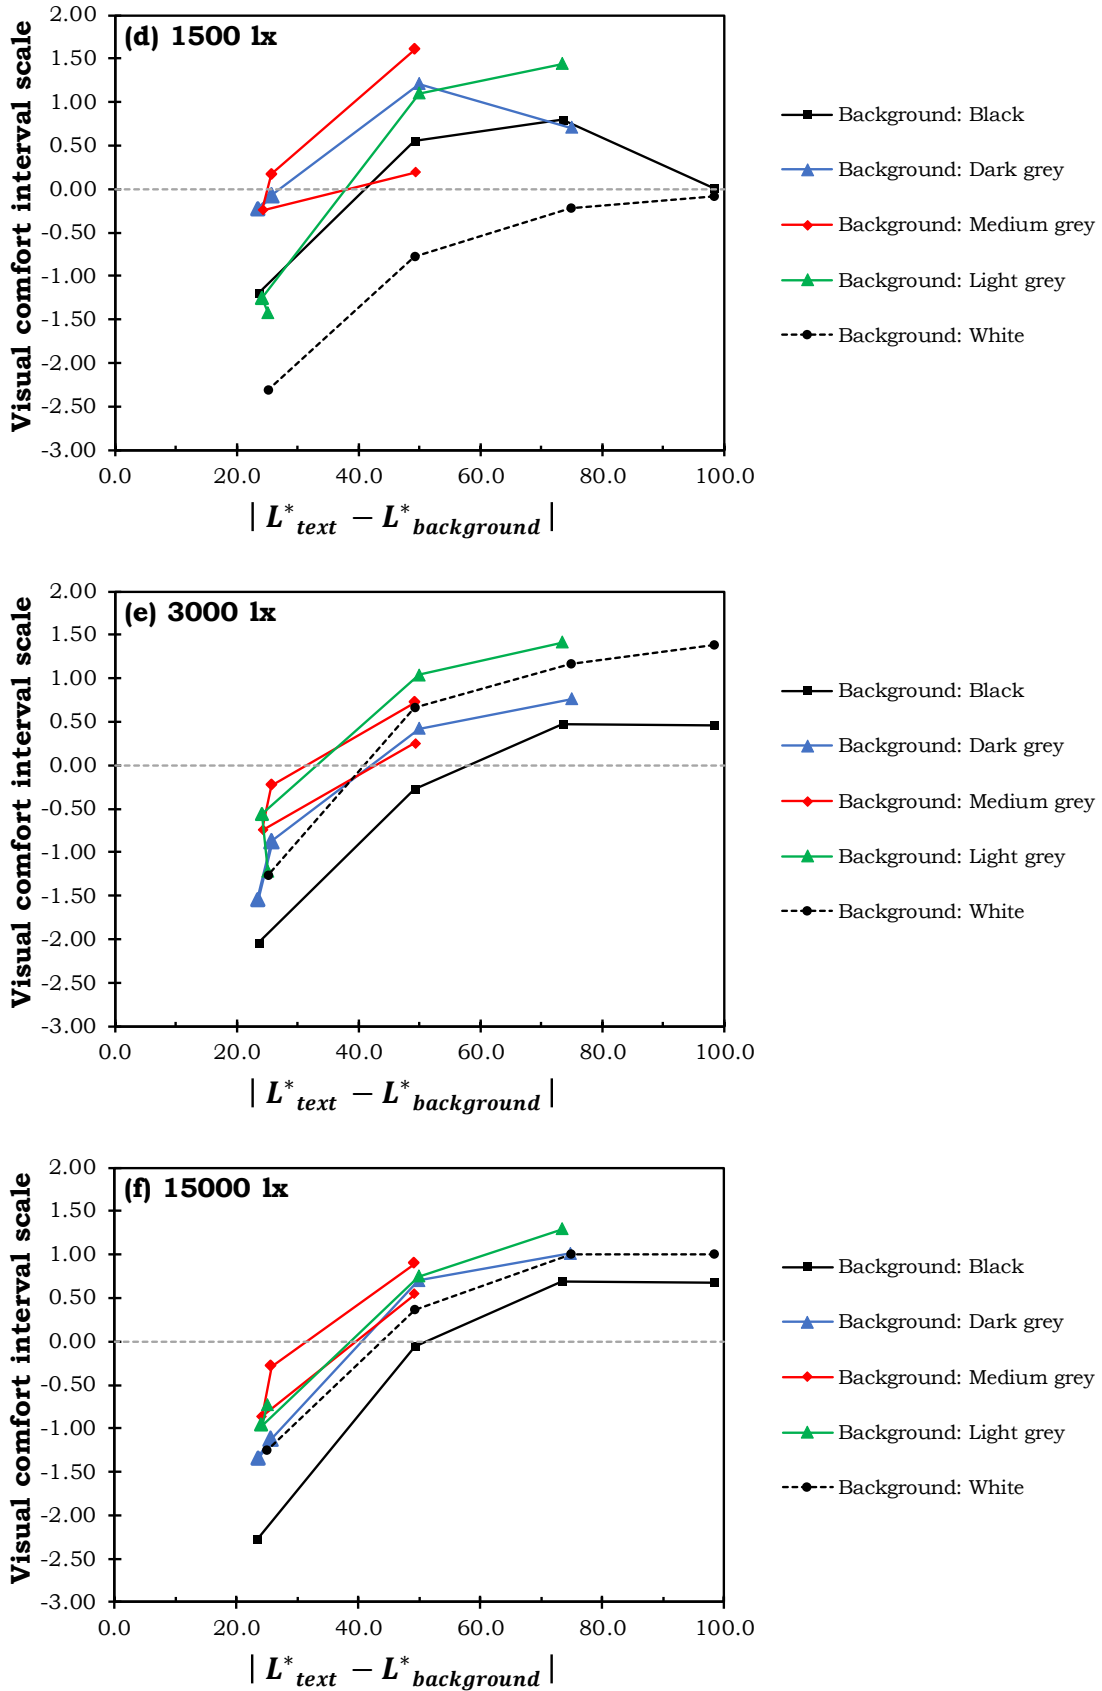 (d) 1500 lx
Visual comfort interval scale
2.00
1.50
1.00
0.50
0.00
-0.50
-1.00
-1.50
-2.00
-2.50
-3.00
0.0 20.0 40.0 60.0 80.0 100.0
| L*text − L*background |
Background: Black
Background: Dark grey
Background: Medium grey
Background: Light grey
Background: White
(e) 3000 lx
Visual comfort interval scale
2.00
1.50
1.00
0.50
0.00
-0.50
-1.00
-1.50
-2.00
-2.50
-3.00
0.0 20.0 40.0 60.0 80.0 100.0
| L*text − L*background |
Background: Black
Background: Dark grey
Background: Medium grey
Background: Light grey
Background: White
(f) 15000 lx
Visual comfort interval scale
2.00
1.50
1.00
0.50
0.00
-0.50
-1.00
-1.50
-2.00
-2.50
-3.00
0.0 20.0 40.0 60.0 80.0 100.0
| L*text − L*background |
Background: Black
Background: Dark grey
Background: Medium grey
Background: Light grey
Background: White